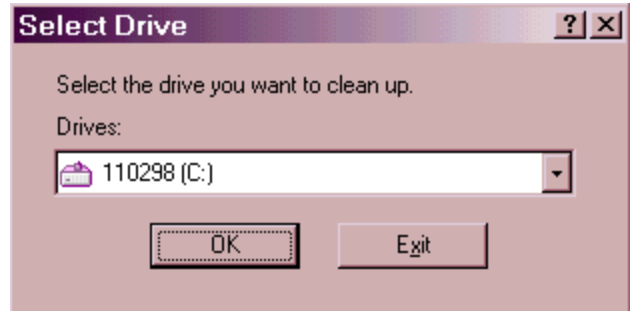 Select Drive
Select the drive you want to clean up.
Drives:
110298 (C:)
OK
Exit